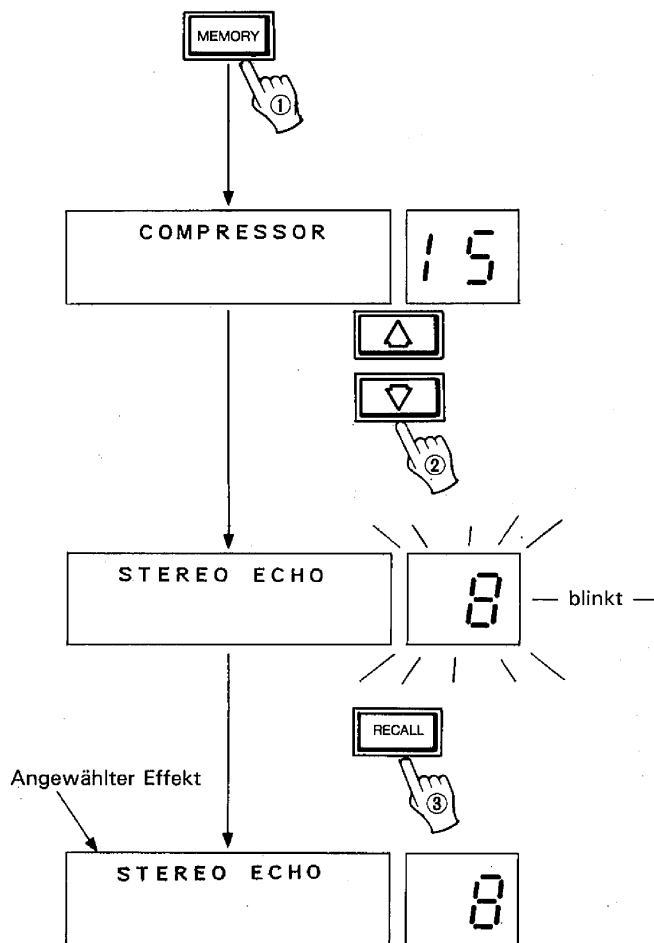 MEMORY
①
COMPRESSOR
15
②
STEREO ECHO
8
— blinkt —
RECALL
③
Angewählter Effekt
STEREO ECHO
8